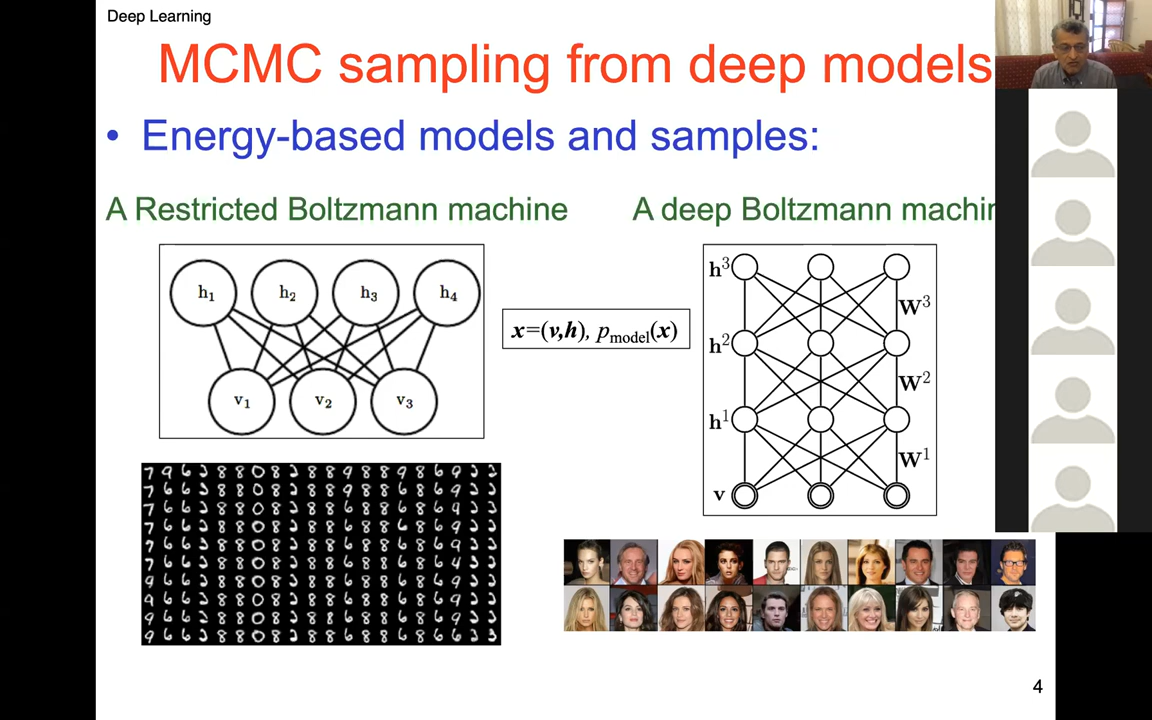 Deep Learning
MCMC sampling from deep models
• Energy-based models and samples:
A Restricted Boltzmann machine
A deep Boltzmann machin
h1 h2 h3 h4
v1 v2 v3
x=(v,h), pmodel(x)
h³
W³
h²
W²
h¹
W¹
v
4